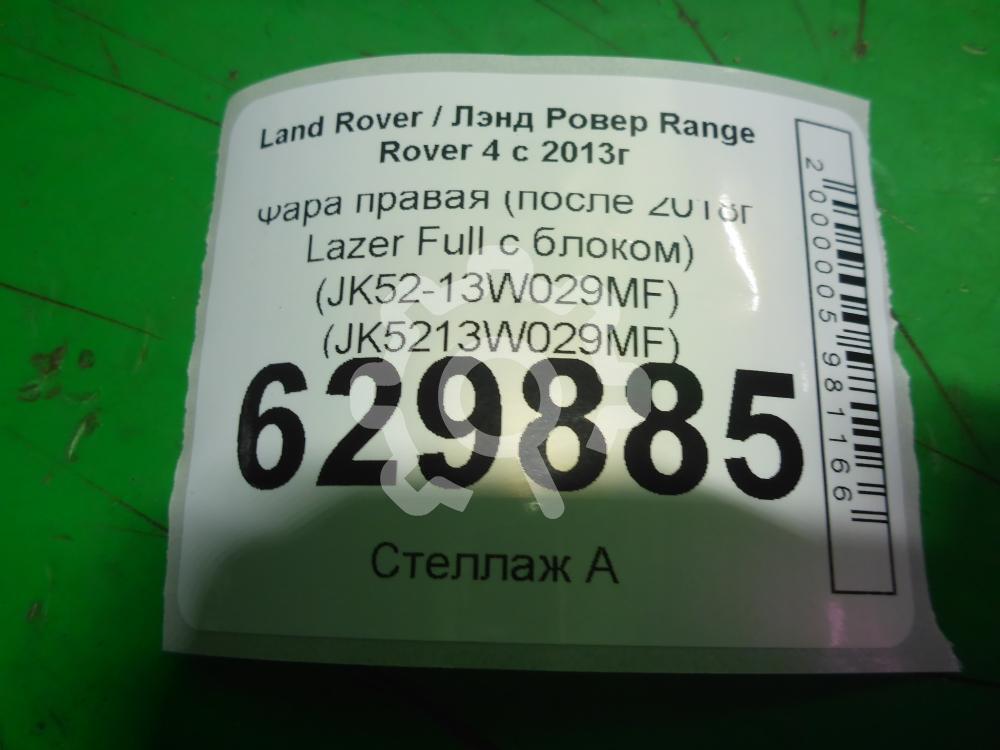 Land Rover / Лэнд Ровер Range
Rover 4 с 2013г
Фара правая (после 2018г
Lazer Full с блоком)
(JK52-13W029MF)
(JK5213W029MF)
629885
Стеллаж А
2000005981166